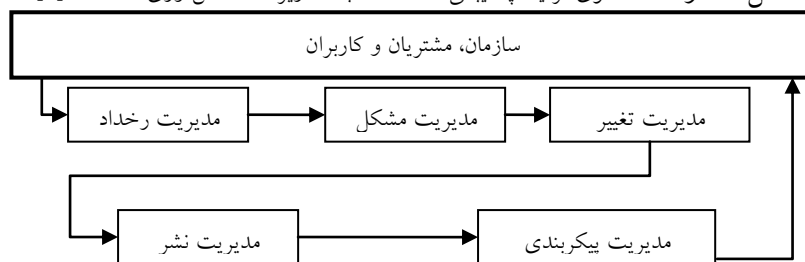 سازمان، مشتریان و کاربران
مدیریت رخداد
مدیریت مشکل
مدیریت تغییر
مدیریت نشر
مدیریت پیکربندی